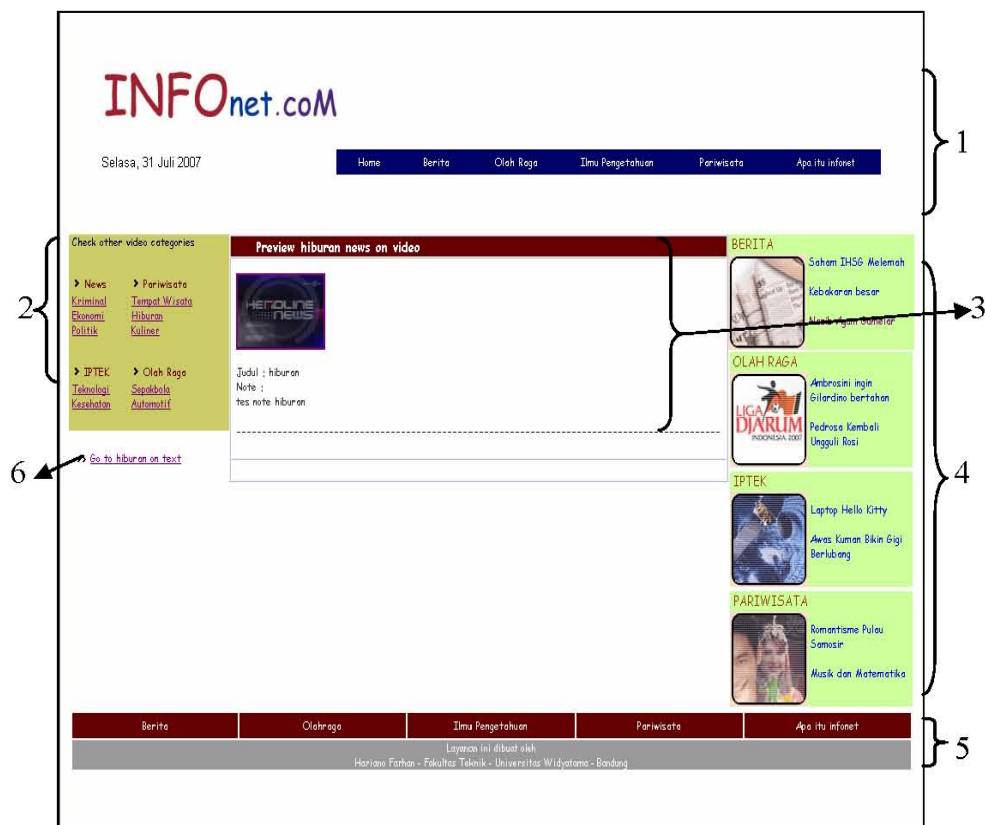 INFOnet.coM
1
Selasa, 31 Juli 2007
Home Berita Olah Raga Ilmu Pengetahuan Pariwisata Apa itu infonet
2
Check other video categories
News Pariwisata
Kriminal Tempat Wisata
Ekonomi Hiburan
Politik Kuliner
IPTEK Olah Raga
Teknologi Sepakbola
Kesehatan Automotif
6
Go to hiburan on text
Preview hiburan news on video
HEADLINE
NEWS
Judul : hiburan
Note :
tes note hiburan
3
BERITA
Saham IHSG Melemah
Kebakaran besar
Nasib Ayam Gamelar
OLAH RAGA
LIGA
DJARUM
INDONESIA 2007
Ambrosini ingin
Gilardino bertahan
Pedrosa Kembali
Ungguli Rosi
4
IPTEK
Laptop Hello Kitty
Awas Kuman Bikin Gigi
Berlubang
PARIWISATA
Romantisme Pulau
Samosir
Musik dan Matematika
Berita Olahraga Ilmu Pengetahuan Pariwisata Apa itu infonet
5
Layanan ini dibuat oleh
Hariano Farhan - Fakultas Teknik - Universitas Widyatama - Bandung